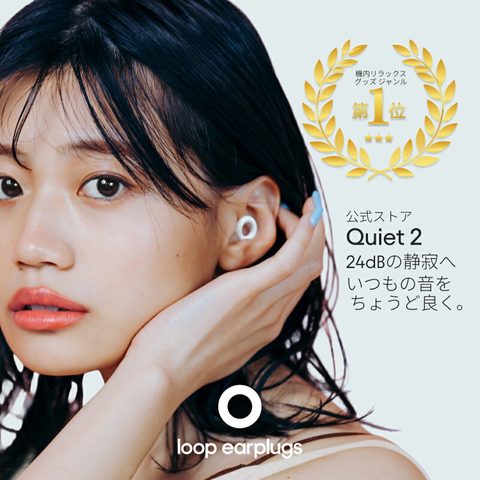 機内リラックス
グッズ ジャンル
第1位
公式ストア
Quiet 2
24dBの静寂へ
いつもの音を
ちょうど良く。
loop earplugs